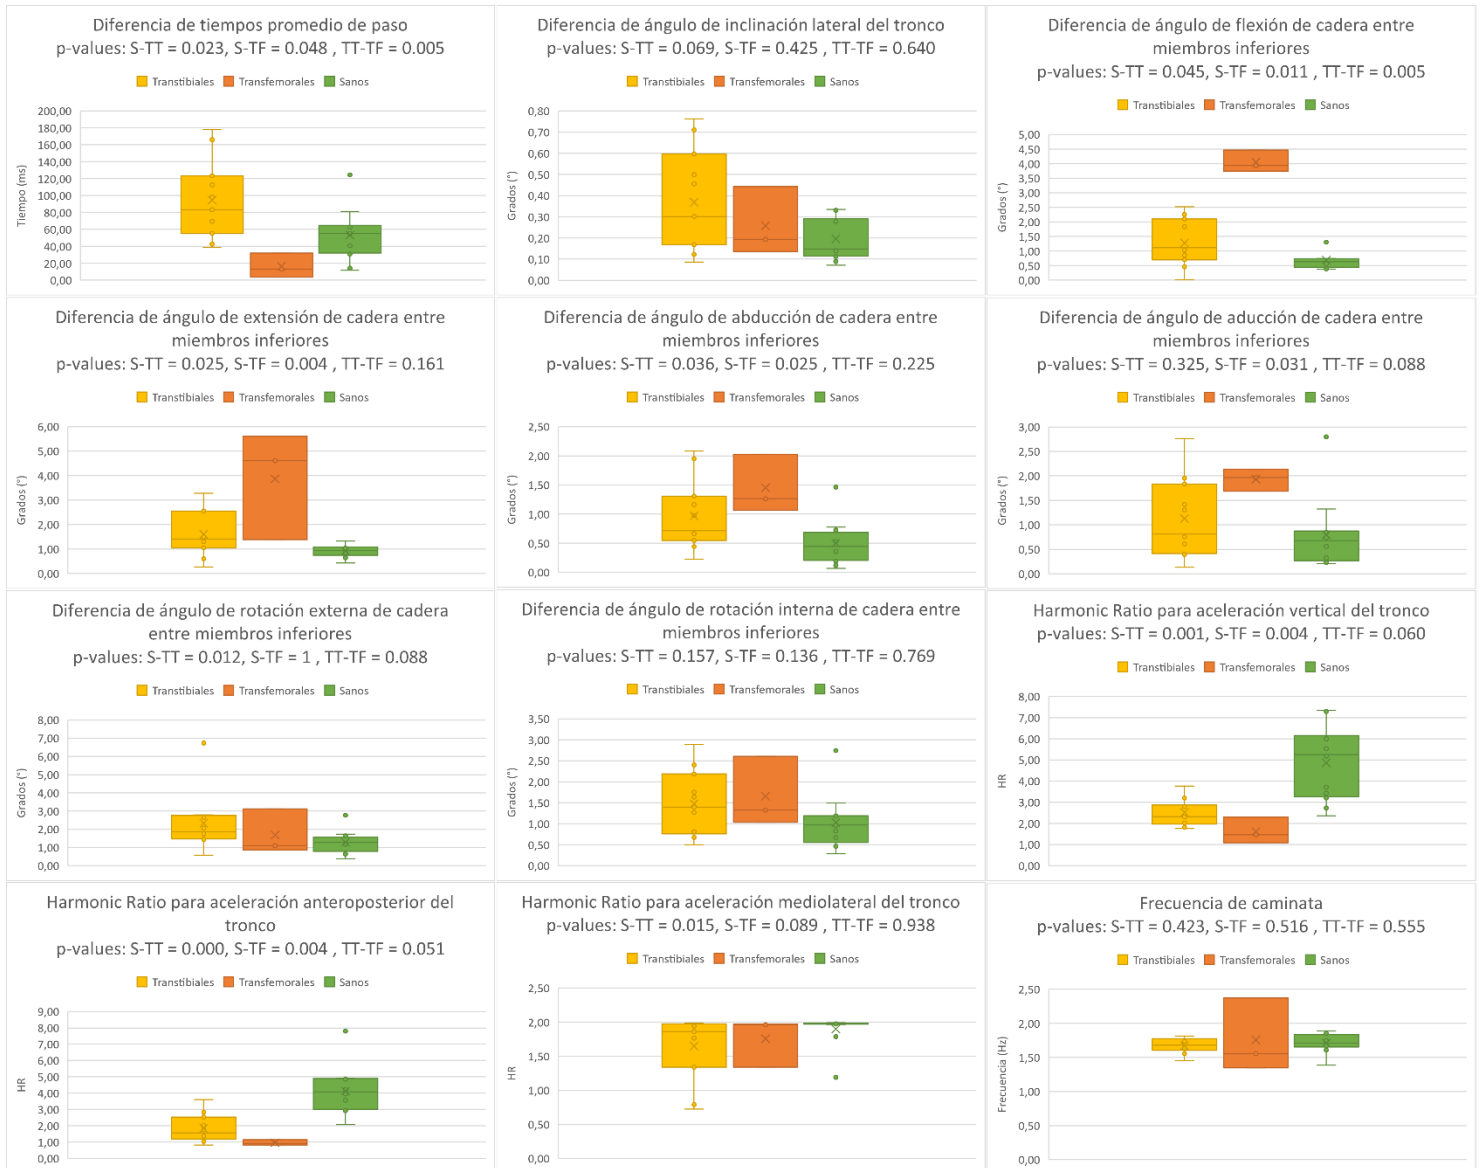 Diferencia de tiempos promedio de paso
p-values: S-TT = 0.023, S-TF = 0.048 , TT-TF = 0.005
Transtibiales Transfemorales Sanos
200,00
180,00
160,00
140,00
120,00
100,00
80,00
60,00
40,00
20,00
0,00
Tiempo (ms)
Diferencia de ángulo de inclinación lateral del tronco
p-values: S-TT = 0.069, S-TF = 0.425 , TT-TF = 0.640
Transtibiales Transfemorales Sanos
0,80
0,70
0,60
0,50
0,40
0,30
0,20
0,10
0,00
Grados (°)
Diferencia de ángulo de flexión de cadera entre
miembros inferiores
p-values: S-TT = 0.045, S-TF = 0.011 , TT-TF = 0.005
Transtibiales Transfemorales Sanos
5,00
4,50
4,00
3,50
3,00
2,50
2,00
1,50
1,00
0,50
0,00
Grados (°)
Diferencia de ángulo de extensión de cadera entre
miembros inferiores
p-values: S-TT = 0.025, S-TF = 0.004 , TT-TF = 0.161
Transtibiales Transfemorales Sanos
6,00
5,00
4,00
3,00
2,00
1,00
0,00
Grados (°)
Diferencia de ángulo de abducción de cadera entre
miembros inferiores
p-values: S-TT = 0.036, S-TF = 0.025 , TT-TF = 0.225
Transtibiales Transfemorales Sanos
2,50
2,00
1,50
1,00
0,50
0,00
Grados (°)
Diferencia de ángulo de aducción de cadera entre
miembros inferiores
p-values: S-TT = 0.325, S-TF = 0.031 , TT-TF = 0.088
Transtibiales Transfemorales Sanos
3,00
2,50
2,00
1,50
1,00
0,50
0,00
Grados (°)
Diferencia de ángulo de rotación externa de cadera
entre miembros inferiores
p-values: S-TT = 0.012, S-TF = 1 , TT-TF = 0.088
Transtibiales Transfemorales Sanos
8,00
7,00
6,00
5,00
4,00
3,00
2,00
1,00
0,00
Grados (°)
Diferencia de ángulo de rotación interna de cadera entre
miembros inferiores
p-values: S-TT = 0.157, S-TF = 0.136 , TT-TF = 0.769
Transtibiales Transfemorales Sanos
3,50
3,00
2,50
2,00
1,50
1,00
0,50
0,00
Grados (°)
Harmonic Ratio para aceleración vertical del tronco
p-values: S-TT = 0.001, S-TF = 0.004 , TT-TF = 0.060
Transtibiales Transfemorales Sanos
8,00
7,00
6,00
5,00
4,00
3,00
2,00
1,00
0,00
HR
Harmonic Ratio para aceleración anteroposterior del
tronco
p-values: S-TT = 0.000, S-TF = 0.004 , TT-TF = 0.051
Transtibiales Transfemorales Sanos
9,00
8,00
7,00
6,00
5,00
4,00
3,00
2,00
1,00
0,00
HR
Harmonic Ratio para aceleración mediolateral del tronco
p-values: S-TT = 0.015, S-TF = 0.089 , TT-TF = 0.938
Transtibiales Transfemorales Sanos
2,50
2,00
1,50
1,00
0,50
0,00
HR
Frecuencia de caminata
p-values: S-TT = 0.423, S-TF = 0.516 , TT-TF = 0.555
Transtibiales Transfemorales Sanos
2,50
2,00
1,50
1,00
0,50
0,00
Frecuencia (Hz)